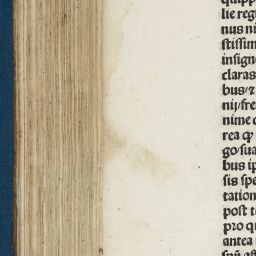 quipp
lie reg
nus ni
stissim
insign
claras
bus/⁊
nij/fre
nime c
rea ꝙ
go/sua
bus ip
sis spe
tation
post t
pro qu
antea